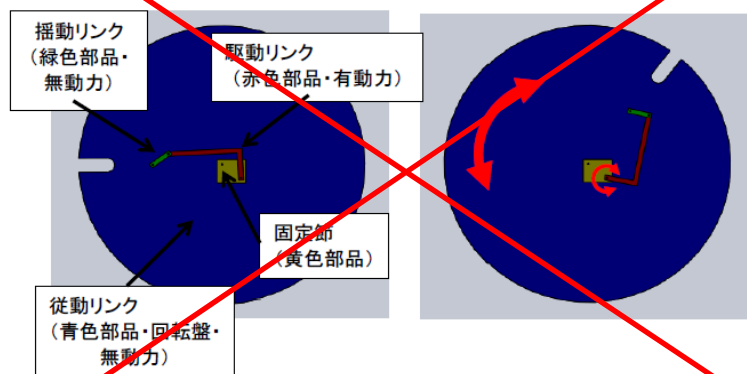 揺動リンク
（緑色部品・
無動力）
駆動リンク
（赤色部品・有動力）
固定節
（黄色部品）
従動リンク
（青色部品・回転盤・
無動力）